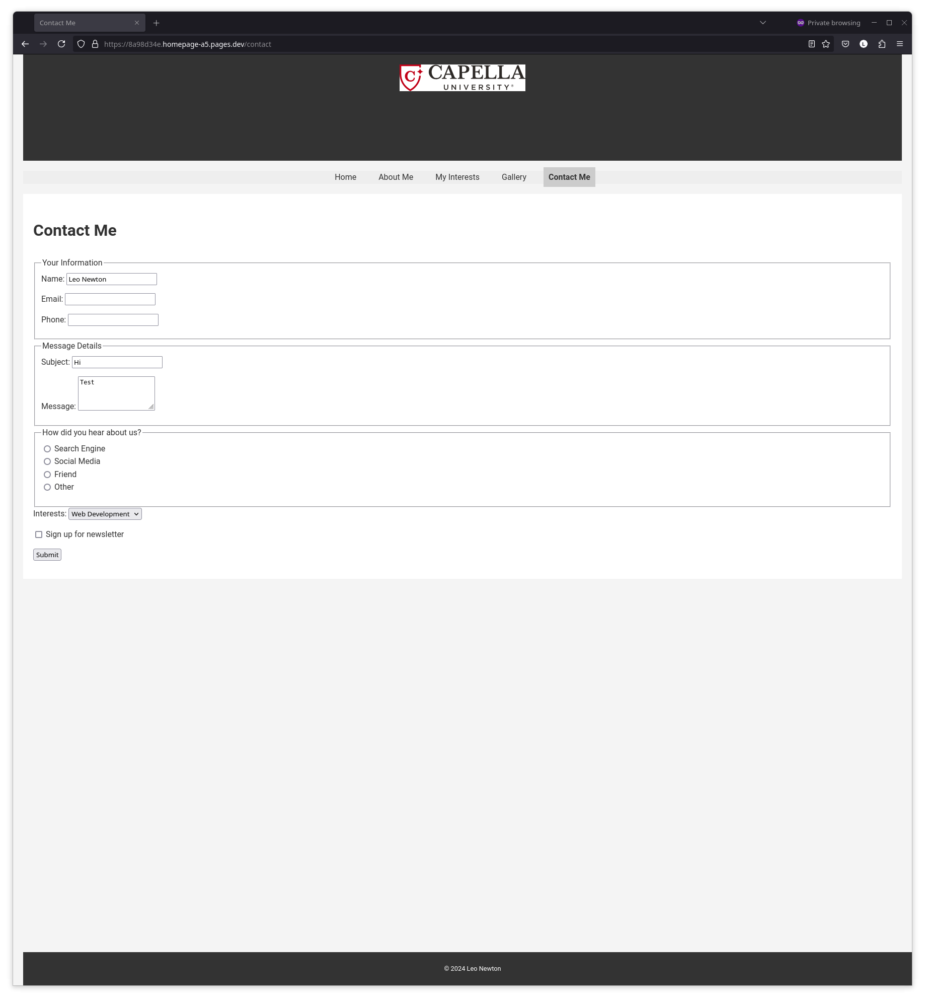 Contact Me
Private browsing
https://8a98d34e.homepage-a5.pages.dev/contact
L
C CAPELLA
UNIVERSITY®
Home About Me My Interests Gallery Contact Me
Contact Me
Your Information
Name: Leo Newton
Email:
Phone:
Message Details
Subject: Hi
Test
Message:
How did you hear about us?
Search Engine
Social Media
Friend
Other
Interests: Web Development
Sign up for newsletter
Submit
© 2024 Leo Newton